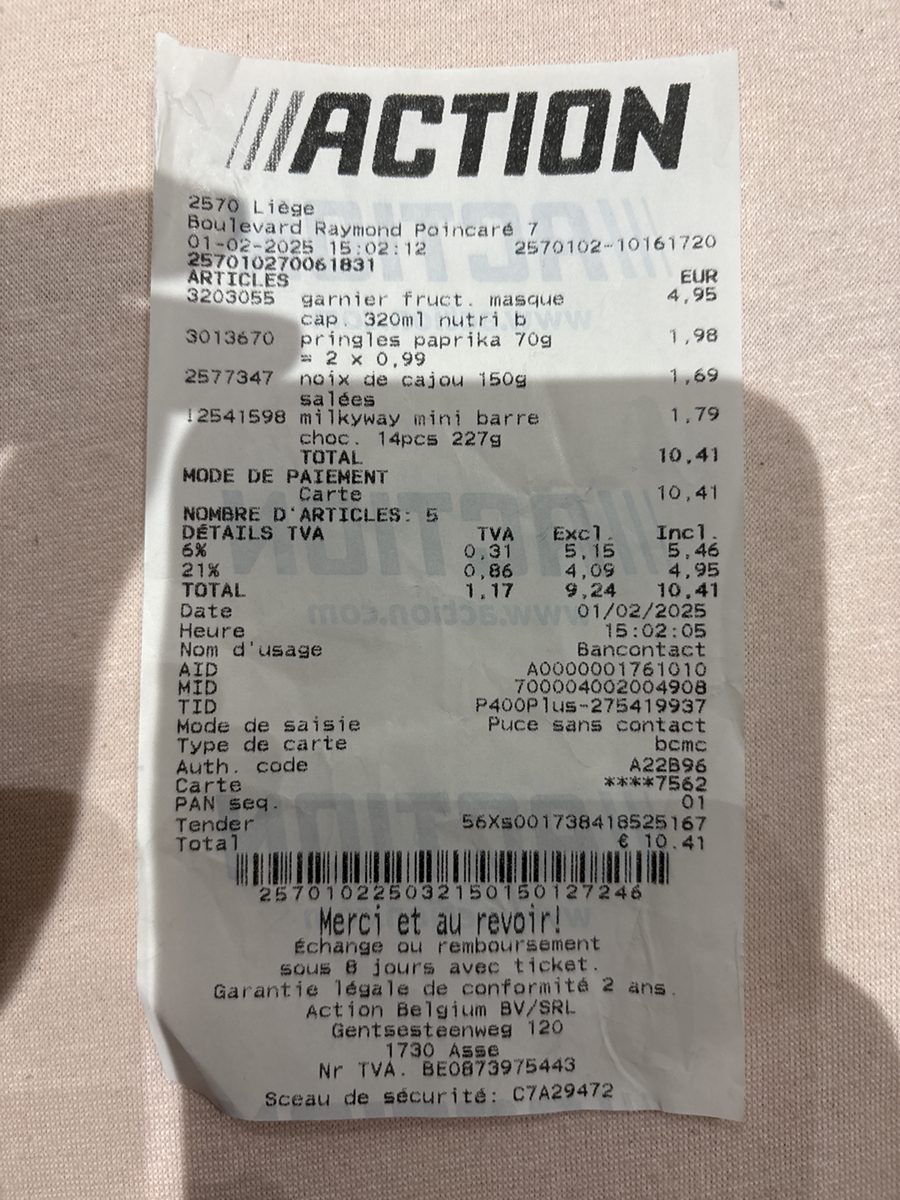 ACTION
2570 Liège
Boulevard Raymond Poincaré 7
01-02-2025 15:02:12 2570102-10161720
257010270061831
ARTICLES EUR
3203055 garnier fruct. masque 4,95
cap. 320ml nutri b
3013670 pringles paprika 70g 1,98
= 2 x 0,99
2577347 noix de cajou 150g 1,69
salées
!2541598 milkyway mini barre 1,79
choc. 14pcs 227g
TOTAL 10,41
MODE DE PAIEMENT
Carte 10,41
NOMBRE D'ARTICLES: 5
DÉTAILS TVA TVA Excl. Incl.
6% 0,31 5,15 5,46
21% 0,86 4,09 4,95
TOTAL 1,17 9,24 10,41
Date 01/02/2025
Heure 15:02:05
Nom d'usage Bancontact
AID A0000001761010
MID 700004002004908
TID P400Plus-275419937
Mode de saisie Puce sans contact
Type de carte bcmc
Auth. code A22B96
Carte ****7562
PAN seq. 01
Tender 56Xs001738418525167
Total € 10.41
257010225032150150127246
Merci et au revoir!
Échange ou remboursement
sous 8 jours avec ticket.
Garantie légale de conformité 2 ans.
Action Belgium BV/SRL
Gentsesteenweg 120
1730 Asse
Nr TVA. BE0873975443
Sceau de sécurité: C7A29472